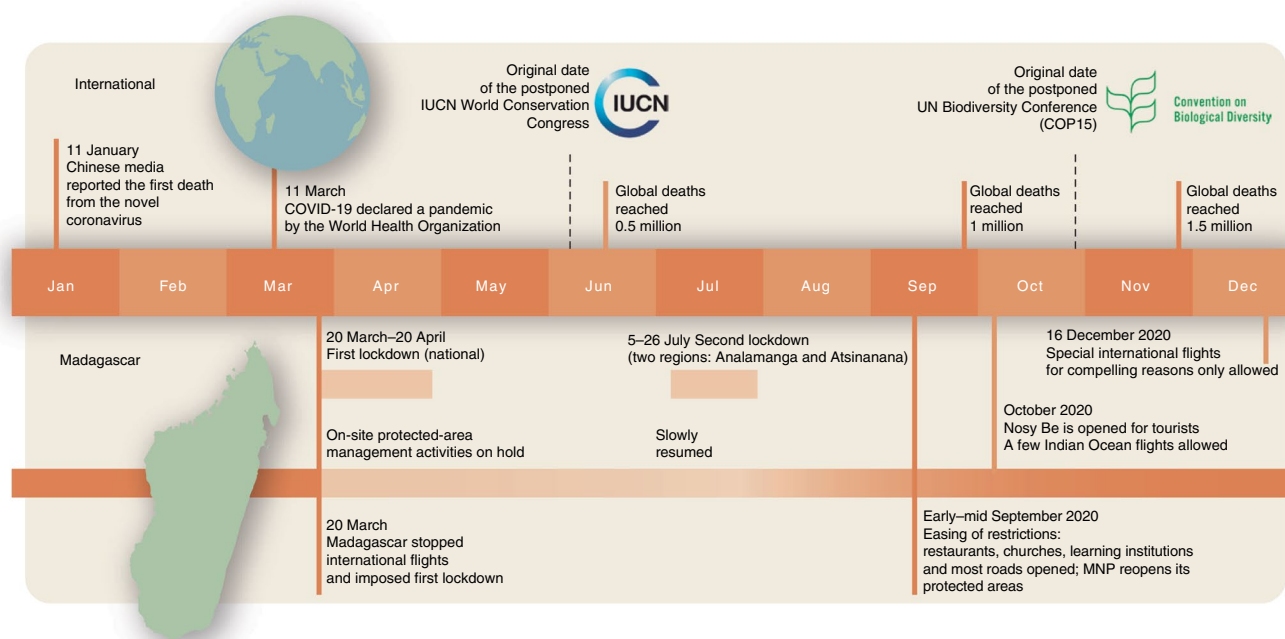 International
Original date
of the postponed
IUCN World Conservation
Congress
IUCN
Original date
of the postponed
UN Biodiversity Conference
(COP15)
Convention on
Biological Diversity
11 January
Chinese media
reported the first death
from the novel
coronavirus
11 March
COVID-19 declared a pandemic
by the World Health Organization
Global deaths
reached
0.5 million
Global deaths
reached
1 million
Global deaths
reached
1.5 million
Jan Feb Mar Apr May Jun Jul Aug Sep Oct Nov Dec
Madagascar
20 March–20 April
First lockdown (national)
5–26 July Second lockdown
(two regions: Analamanga and Atsinanana)
16 December 2020
Special international flights
for compelling reasons only allowed
October 2020
Nosy Be is opened for tourists
A few Indian Ocean flights allowed
On-site protected-area
management activities on hold
Slowly
resumed
20 March
Madagascar stopped
international flights
and imposed first lockdown
Early–mid September 2020
Easing of restrictions:
restaurants, churches, learning institutions
and most roads opened; MNP reopens its
protected areas